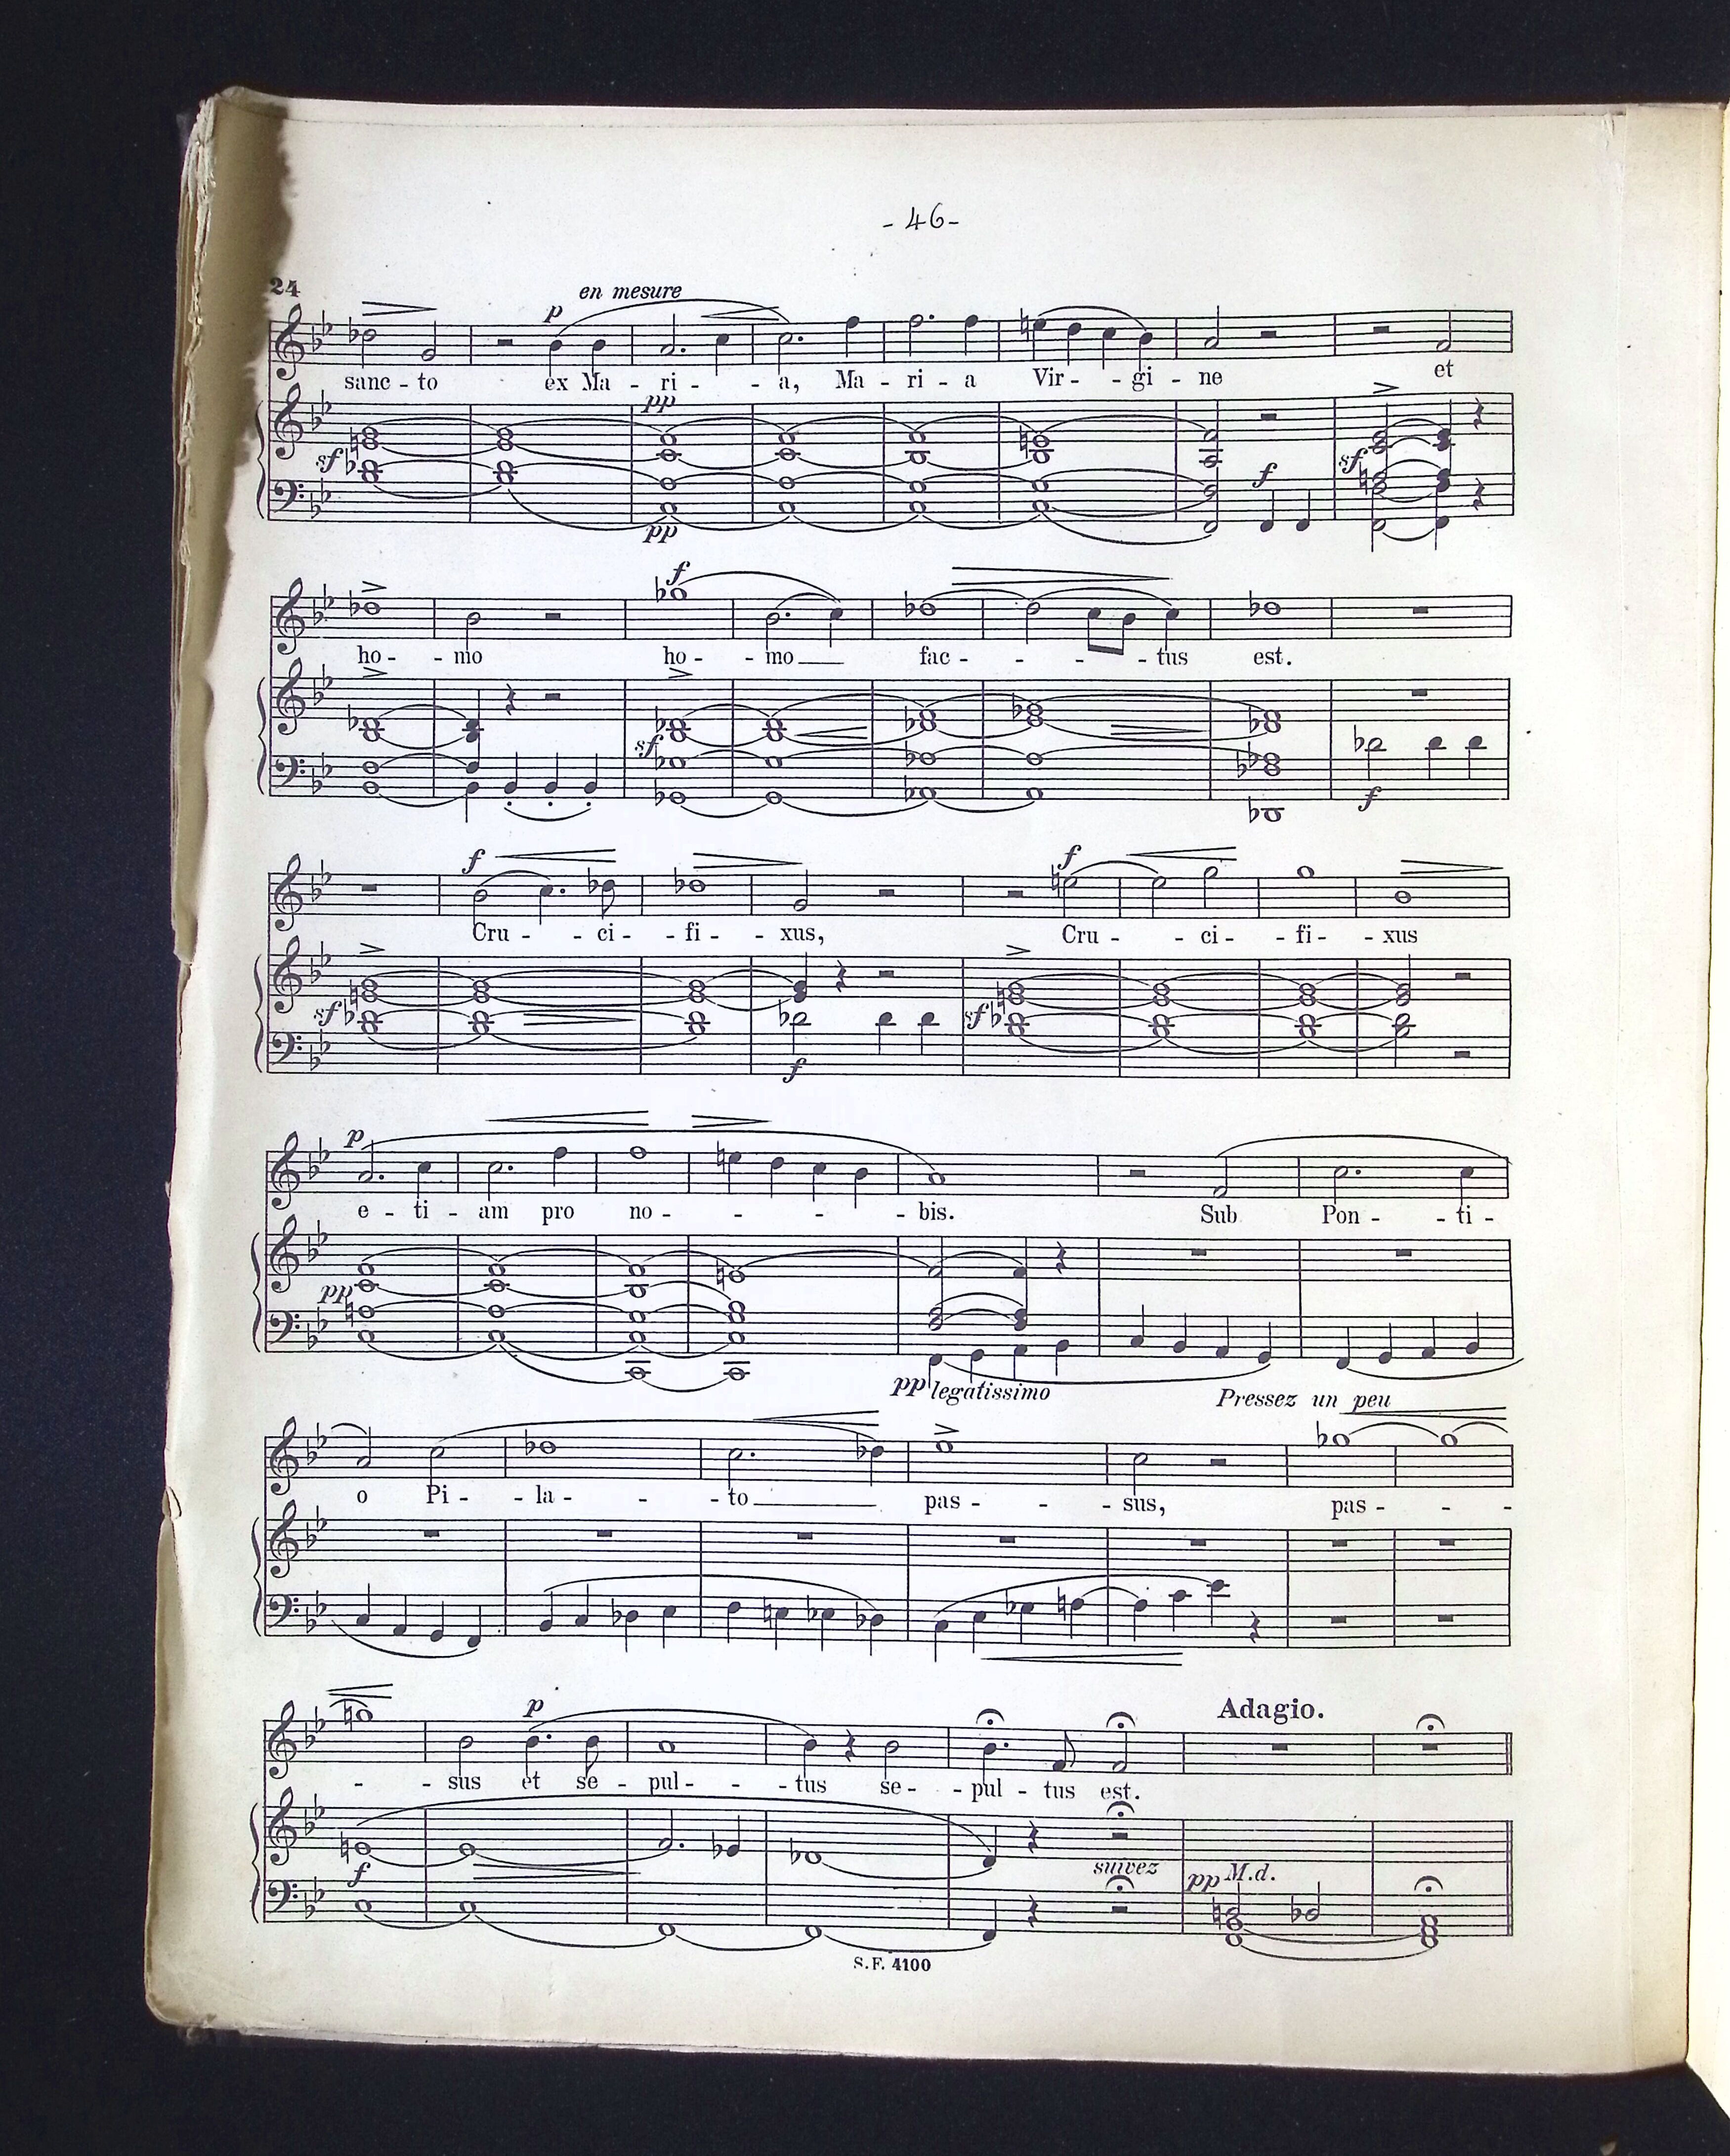 - 46 -
24
en mesure
p
sanc - to ex Ma - ri - - a, Ma - ri - a Vir - - gi - ne et
pp
sf f sf
pp
f
ho - - mo ho - - mo fac - - - - tus est.
sf
f
f f
Cru - - ci - - fi - - xus, Cru - - ci - - fi - - xus
sf sf
f
p
e - ti - am pro no - - - - bis. Sub Pon - - ti -
pp
pp legatissimo Pressez un peu
o Pi - - la - - - to pas - - - sus, pas - - -
p Adagio.
- - sus et se - pul - - - tus se - - pul - tus est.
f suivez pp M.d.
S.F. 4100